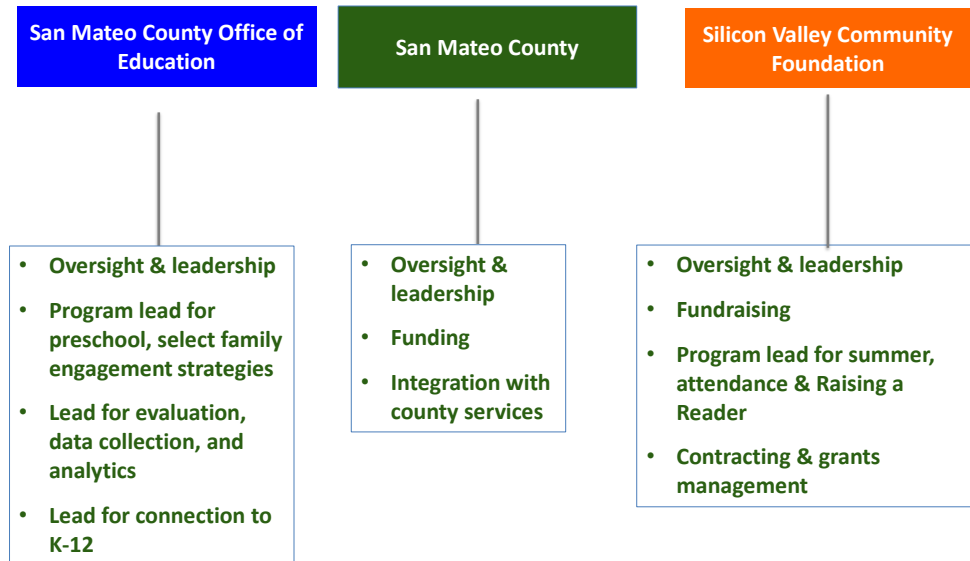 San Mateo County Office of
Education
San Mateo County
Silicon Valley Community
Foundation
• Oversight & leadership
• Program lead for
preschool, select family
engagement strategies
• Lead for evaluation,
data collection, and
analytics
• Lead for connection to
K-12
• Oversight &
leadership
• Funding
• Integration with
county services
• Oversight & leadership
• Fundraising
• Program lead for summer,
attendance & Raising a
Reader
• Contracting & grants
management